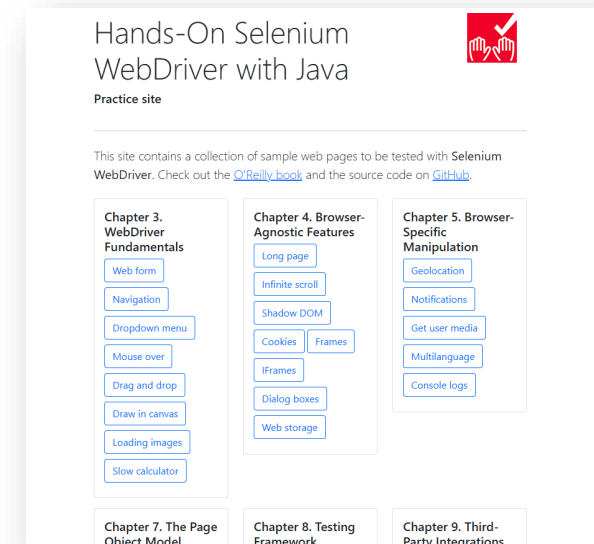 Hands-On Selenium
WebDriver with Java
Practice site
This site contains a collection of sample web pages to be tested with Selenium
WebDriver. Check out the O'Reilly book and the source code on GitHub.
Chapter 3.
WebDriver
Fundamentals
Web form
Navigation
Dropdown menu
Mouse over
Drag and drop
Draw in canvas
Loading images
Slow calculator
Chapter 4. Browser-
Agnostic Features
Long page
Infinite scroll
Shadow DOM
Cookies Frames
IFrames
Dialog boxes
Web storage
Chapter 5. Browser-
Specific
Manipulation
Geolocation
Notifications
Get user media
Multilanguage
Console logs
Chapter 7. The Page
Object Model
Chapter 8. Testing
Framework
Chapter 9. Third-
Party Integrations